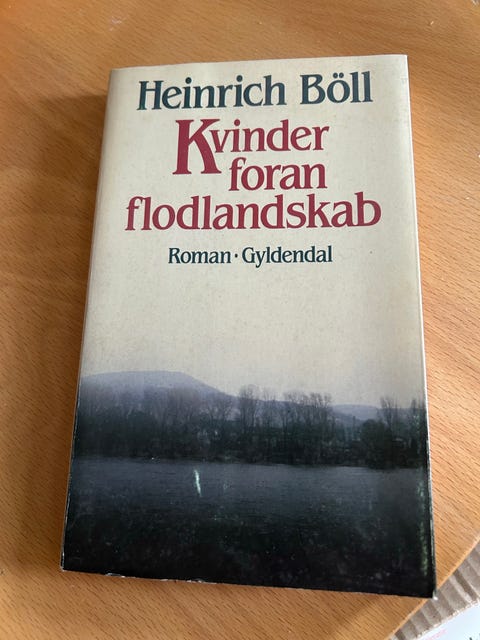 Heinrich Böll
Kvinder
foran
flodlandskab
Roman · Gyldendal